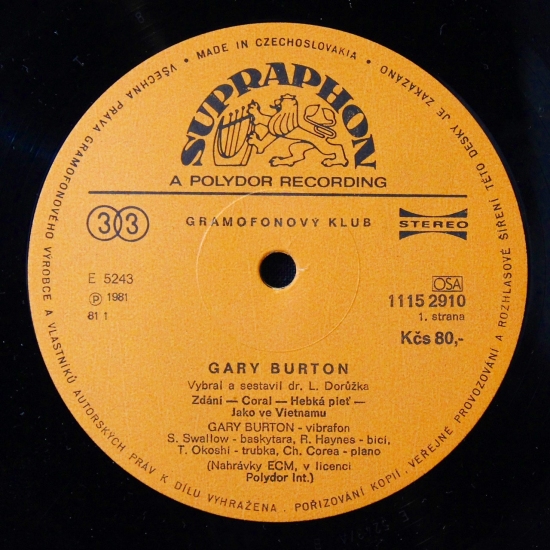 VŠECHNA PRÁVA GRAMOFONOVÉHO VÝROBCE A VLASTNÍKŮ AUTORSKÝCH PRÁV K DÍLU VYHRAŽENA. POŘIZOVÁNÍ KOPIÍ, VEŘEJNÉ PROVOZOVÁNÍ A ROZHLASOVÉ ŠÍŘENÍ TÉTO DESKY JE ZAKÁZÁNO • MADE IN CZECHOSLOVAKIA •
SUPRAPHON
A POLYDOR RECORDING
33
GRAMOFONOVÝ KLUB
STEREO
E 5243
Ⓟ 1981
81 1
OSA
1115 2910
1. strana
Kčs 80,-
GARY BURTON
Vybral a sestavil dr. L. Dorůžka
Zdání — Coral — Hebká pleť —
Jako ve Vietnamu
GARY BURTON - vibrafon
S. Swallow - baskytara, R. Haynes - bicí,
T. Okoshi - trubka, Ch. Corea - piano
(Nahrávky ECM, v licenci
Polydor Int.)